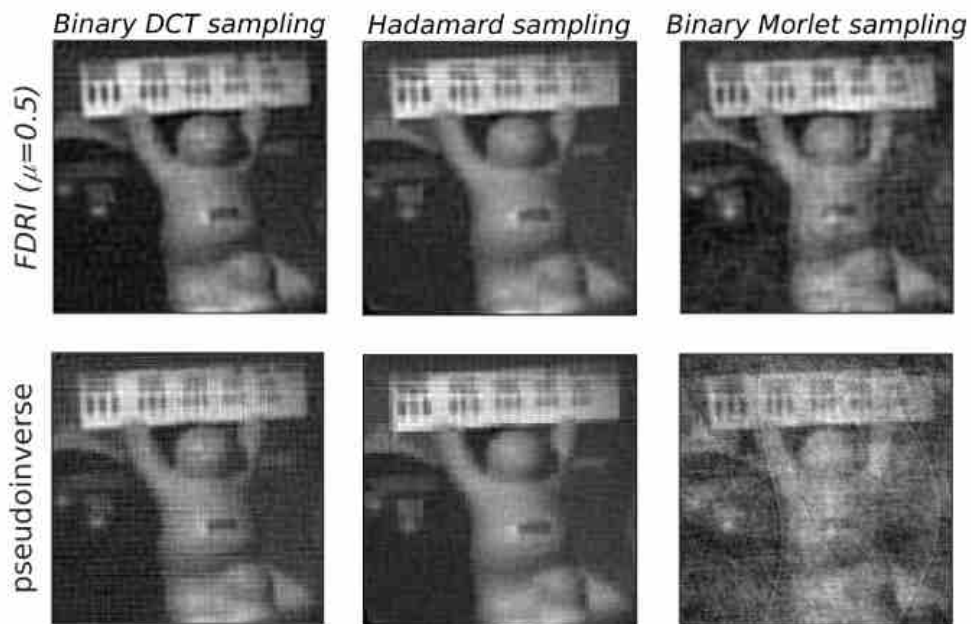 Binary DCT sampling Hadamard sampling Binary Morlet sampling
FDRI (μ=0.5)
pseudoinverse